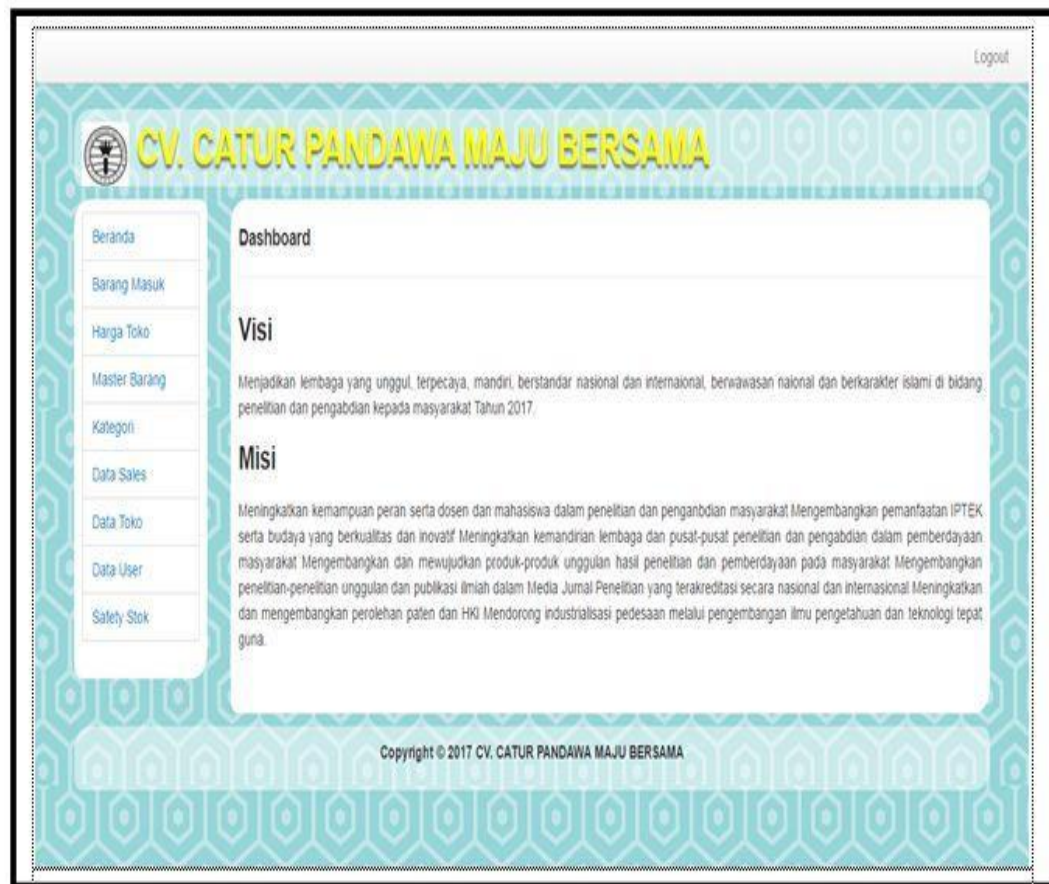 Logout
CV. CATUR PANDAWA MAJU BERSAMA
Beranda
Barang Masuk
Harga Toko
Master Barang
Kategori
Data Sales
Data Toko
Data User
Safety Stok
Dashboard
Visi
Menjadikan lembaga yang unggul, terpecaya, mandiri, berstandar nasional dan internaional, berwawasan naional dan berkarakter islami di bidang
penelitian dan pengabdian kepada masyarakat Tahun 2017.
Misi
Meningkatkan kemampuan peran serta dosen dan mahasiswa dalam penelitian dan penganbdian masyarakat Mengembangkan pemanfaatan IPTEK
serta budaya yang berkualitas dan inovatif Meningkatkan kemandirian lembaga dan pusat-pusat penelitian dan pengabdian dalam pemberdayaan
masyarakat Mengembangkan dan mewujudkan produk-produk unggulan hasil penelitian dan pemberdayaan pada masyarakat Mengembangkan
penelitian-penelitian unggulan dan publikasi ilmiah dalam Media Jurnal Penelitian yang terakreditasi secara nasional dan internasional Meningkatkan
dan mengembangkan perolehan paten dan HKI Mendorong industrialisasi pedesaan melalui pengembangan ilmu pengetahuan dan teknologi tepat
guna.
Copyright © 2017 CV. CATUR PANDAWA MAJU BERSAMA